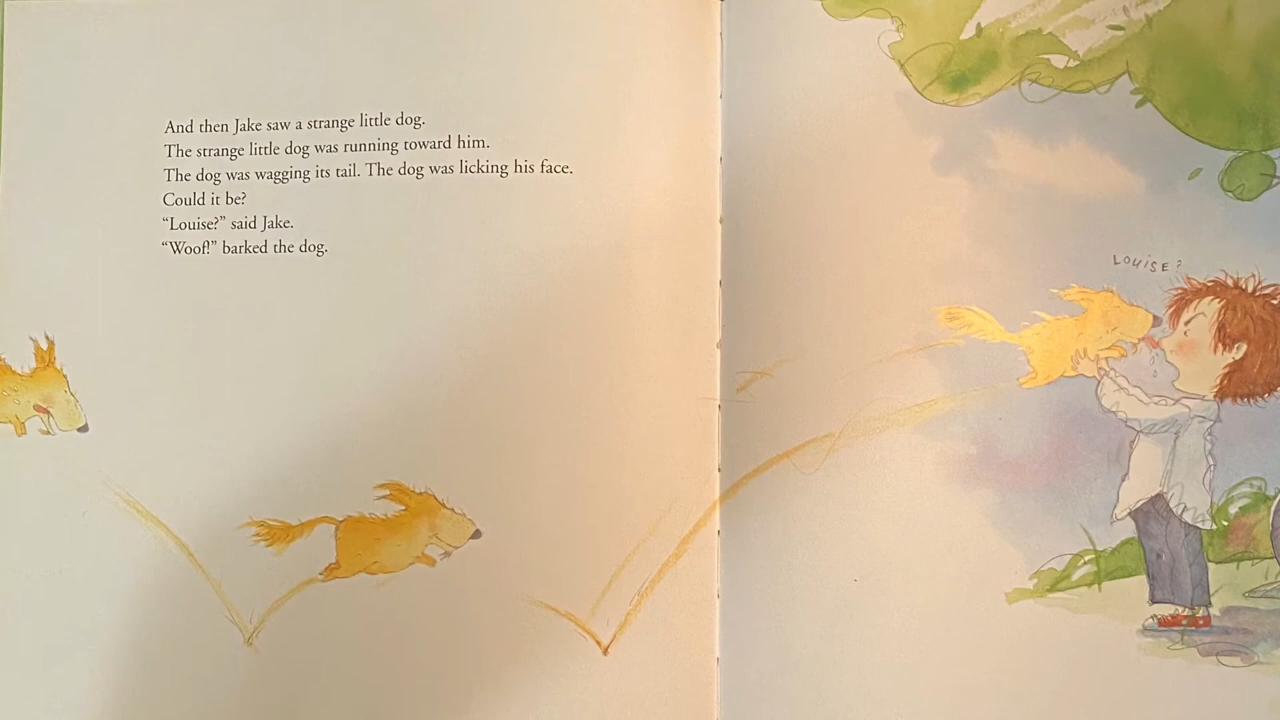 And then Jake saw a strange little dog.
The strange little dog was running toward him.
The dog was wagging its tail. The dog was licking his face.
Could it be?
“Louise?” said Jake.
“Woof!” barked the dog.
LOUiSE?